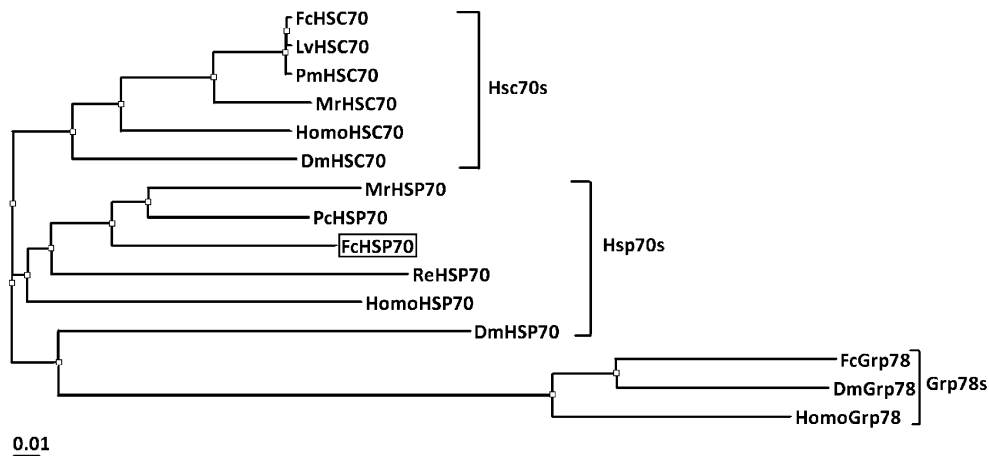 FcHSC70
LvHSC70
PmHSC70
Hsc70s
MrHSC70
HomoHSC70
DmHSC70
MrHSP70
PcHSP70
FcHSP70
Hsp70s
ReHSP70
HomoHSP70
DmHSP70
FcGrp78
DmGrp78
Grp78s
HomoGrp78
0.01